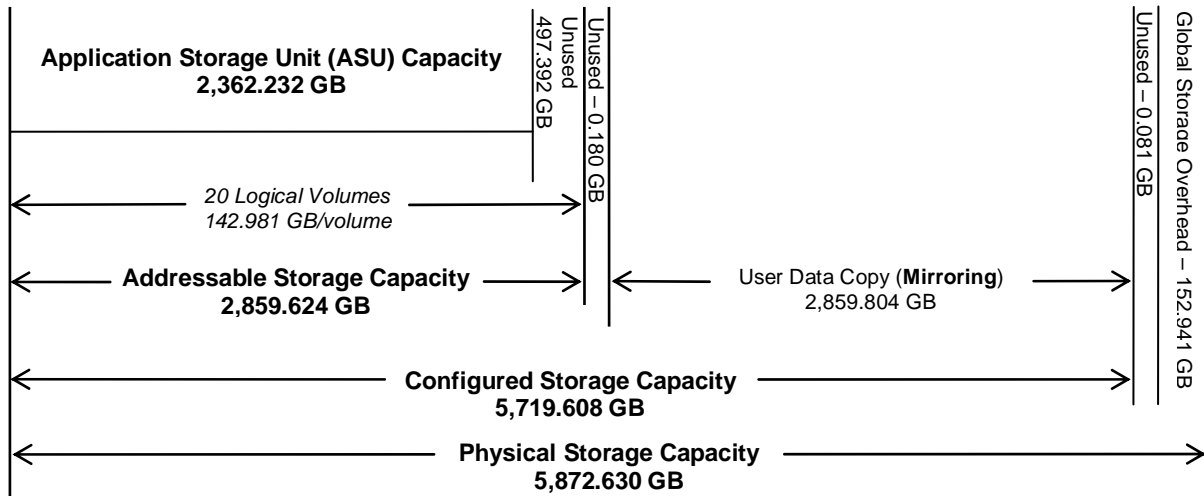 Application Storage Unit (ASU) Capacity
2,362.232 GB
Unused
497.392 GB
Unused – 0.180 GB
Unused – 0.081 GB
Global Storage Overhead – 152.941 GB
20 Logical Volumes
142.981 GB/volume
Addressable Storage Capacity
2,859.624 GB
User Data Copy (Mirroring)
2,859.804 GB
Configured Storage Capacity
5,719.608 GB
Physical Storage Capacity
5,872.630 GB